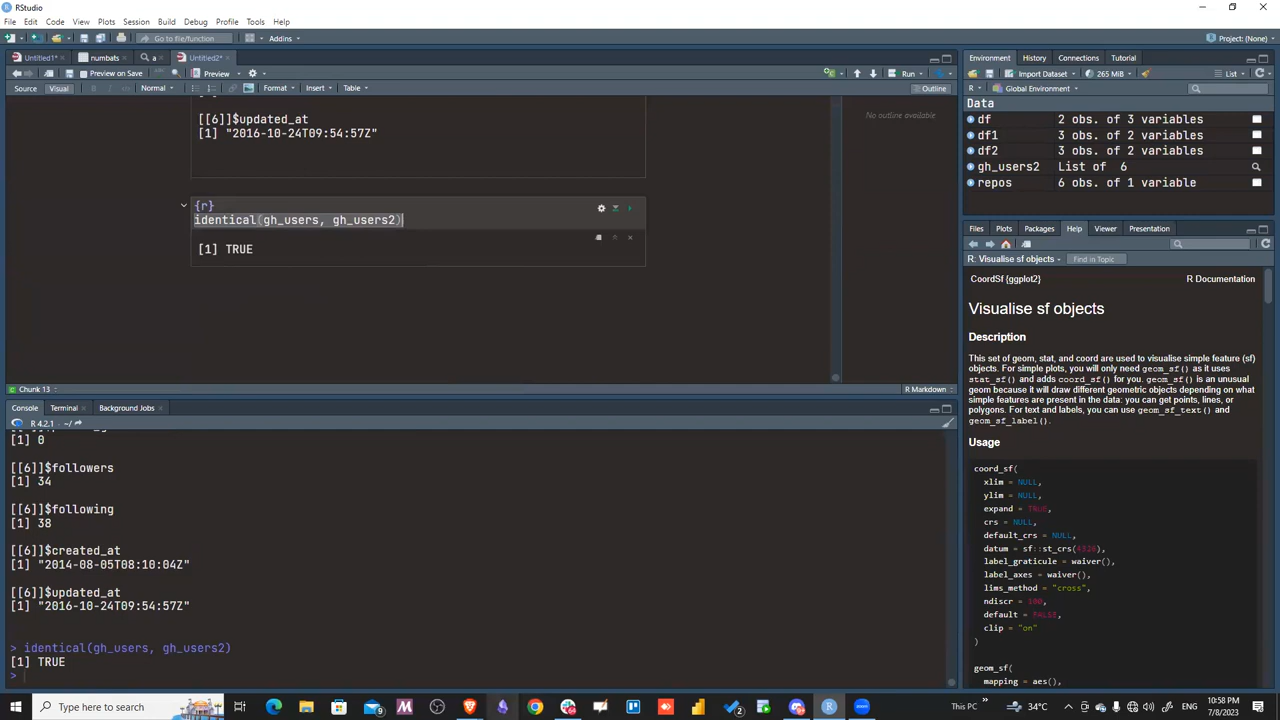 RStudio
File Edit Code View Plots Session Build Debug Profile Tools Help
Go to file/function Addins Project: (None)
Untitled1* numbals a Untitled2*
Preview on Save Preview Run
Source Visual B I Normal Format Insert Table Outline
[[6]]$updated_at
[1] "2016-10-24T09:54:57Z"
No outline available
{r}
identical(gh_users, gh_users2)
[1] TRUE
Chunk 13 R Markdown
Console Terminal Background Jobs
R 4.2.1 · ~/
[1] 0
[[6]]$followers
[1] 34
[[6]]$following
[1] 38
[[6]]$created_at
[1] "2014-08-05T08:10:04Z"
[[6]]$updated_at
[1] "2016-10-24T09:54:57Z"
> identical(gh_users, gh_users2)
[1] TRUE
>
Environment History Connections Tutorial
Import Dataset 265 MiB List
R Global Environment
Data
df 2 obs. of 3 variables
df1 3 obs. of 2 variables
df2 3 obs. of 2 variables
gh_users2 List of 6
repos 6 obs. of 1 variable
Files Plots Packages Help Viewer Presentation
R: Visualise sf objects Find in Topic
CoordSf {ggplot2} R Documentation
Visualise sf objects
Description
This set of geom, stat, and coord are used to visualise simple feature (sf)
objects. For simple plots, you will only need geom_sf() as it uses
stat_sf() and adds coord_sf() for you. geom_sf() is an unusual
geom because it will draw different geometric objects depending on what
simple features are present in the data: you can get points, lines, or
polygons. For text and labels, you can use geom_sf_text() and
geom_sf_label().
Usage
coord_sf(
xlim = NULL,
ylim = NULL,
expand = TRUE,
crs = NULL,
default_crs = NULL,
datum = sf::st_crs(4326),
label_graticule = waiver(),
label_axes = waiver(),
lims_method = "cross",
ndiscr = 100,
default = FALSE,
clip = "on"
)
geom_sf(
mapping = aes(),
Type here to search
This PC 34°C
10:58 PM
7/8/2023